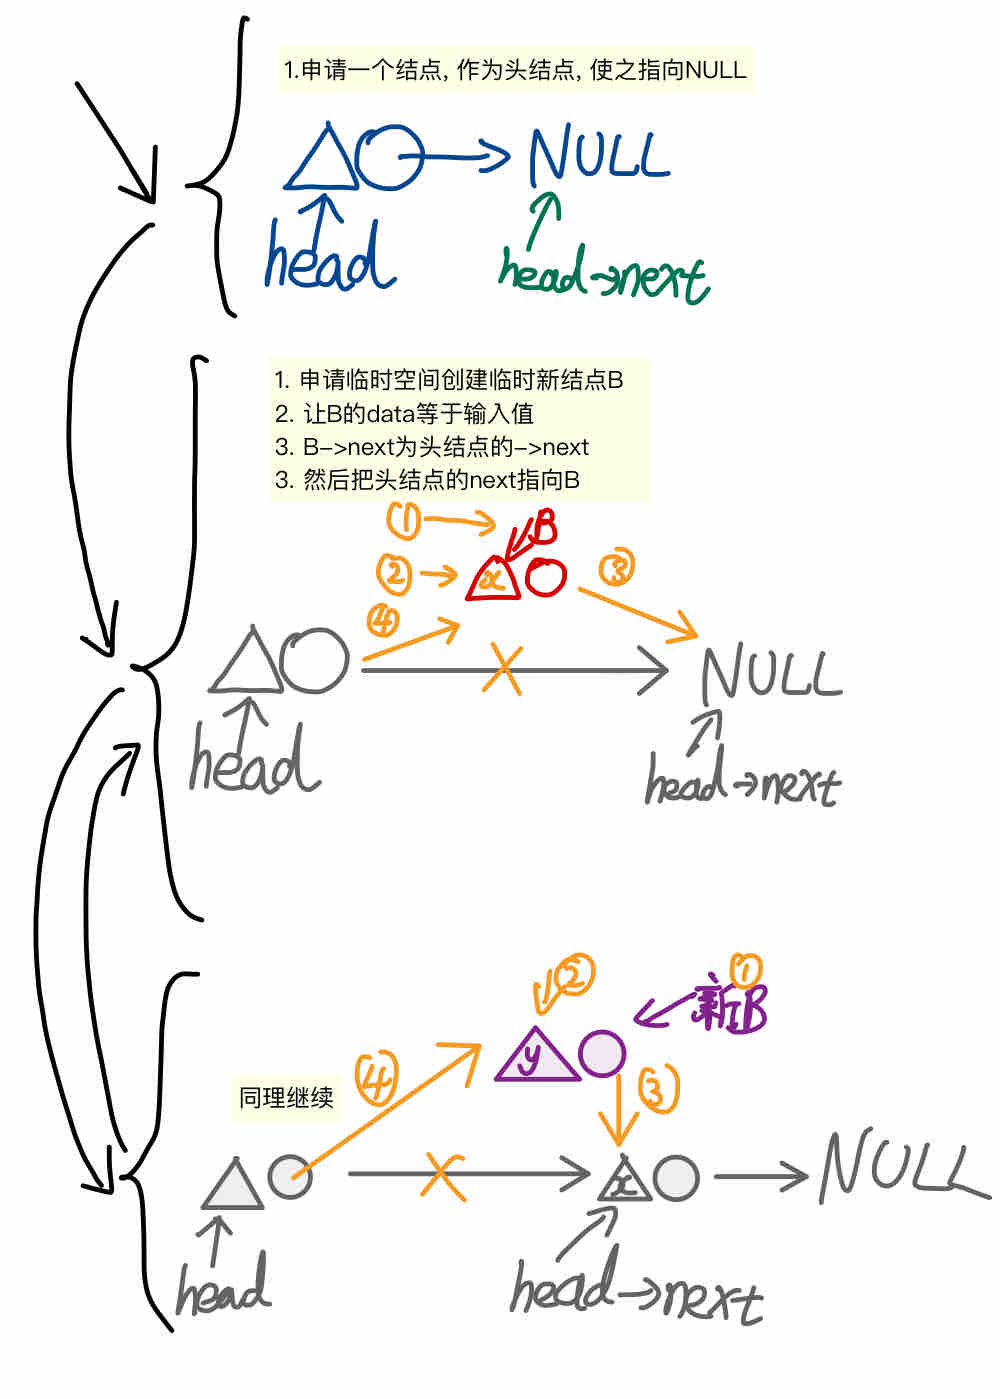 1.申请一个结点, 作为头结点, 使之指向NULL
NULL
head
head→next
1. 申请临时空间创建临时新结点B
2. 让B的data等于输入值
3. B->next为头结点的->next
3. 然后把头结点的next指向B
① B
② x ③
④
NULL
head
head→next
② ① 新B
y
④ ③
同理继续
x NULL
head head→next